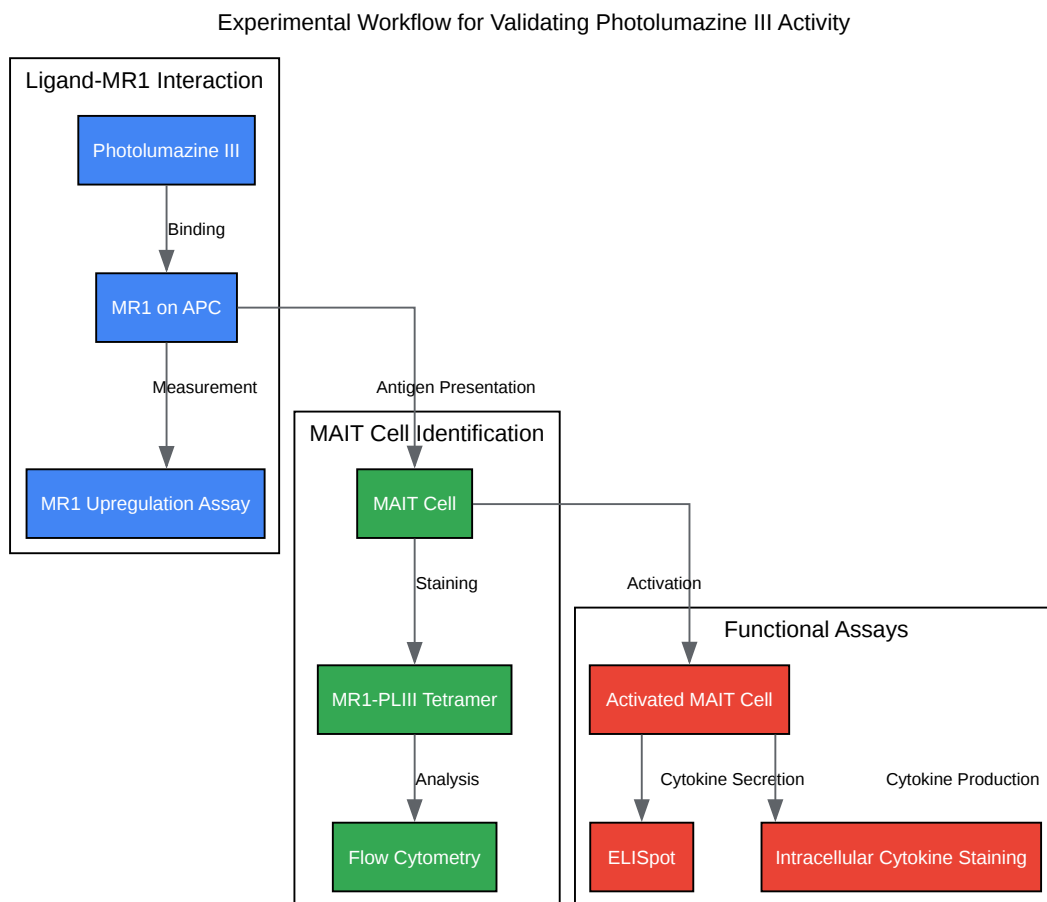 Experimental Workflow for Validating Photolumazine III Activity
Ligand-MR1 Interaction
Photolumazine III
Binding
MR1 on APC
Measurement
Antigen Presentation
MR1 Upregulation Assay
MAIT Cell Identification
MAIT Cell
Staining
Activation
MR1-PLIII Tetramer
Analysis
Flow Cytometry
Functional Assays
Activated MAIT Cell
Cytokine Secretion
Cytokine Production
ELISpot
Intracellular Cytokine Staining